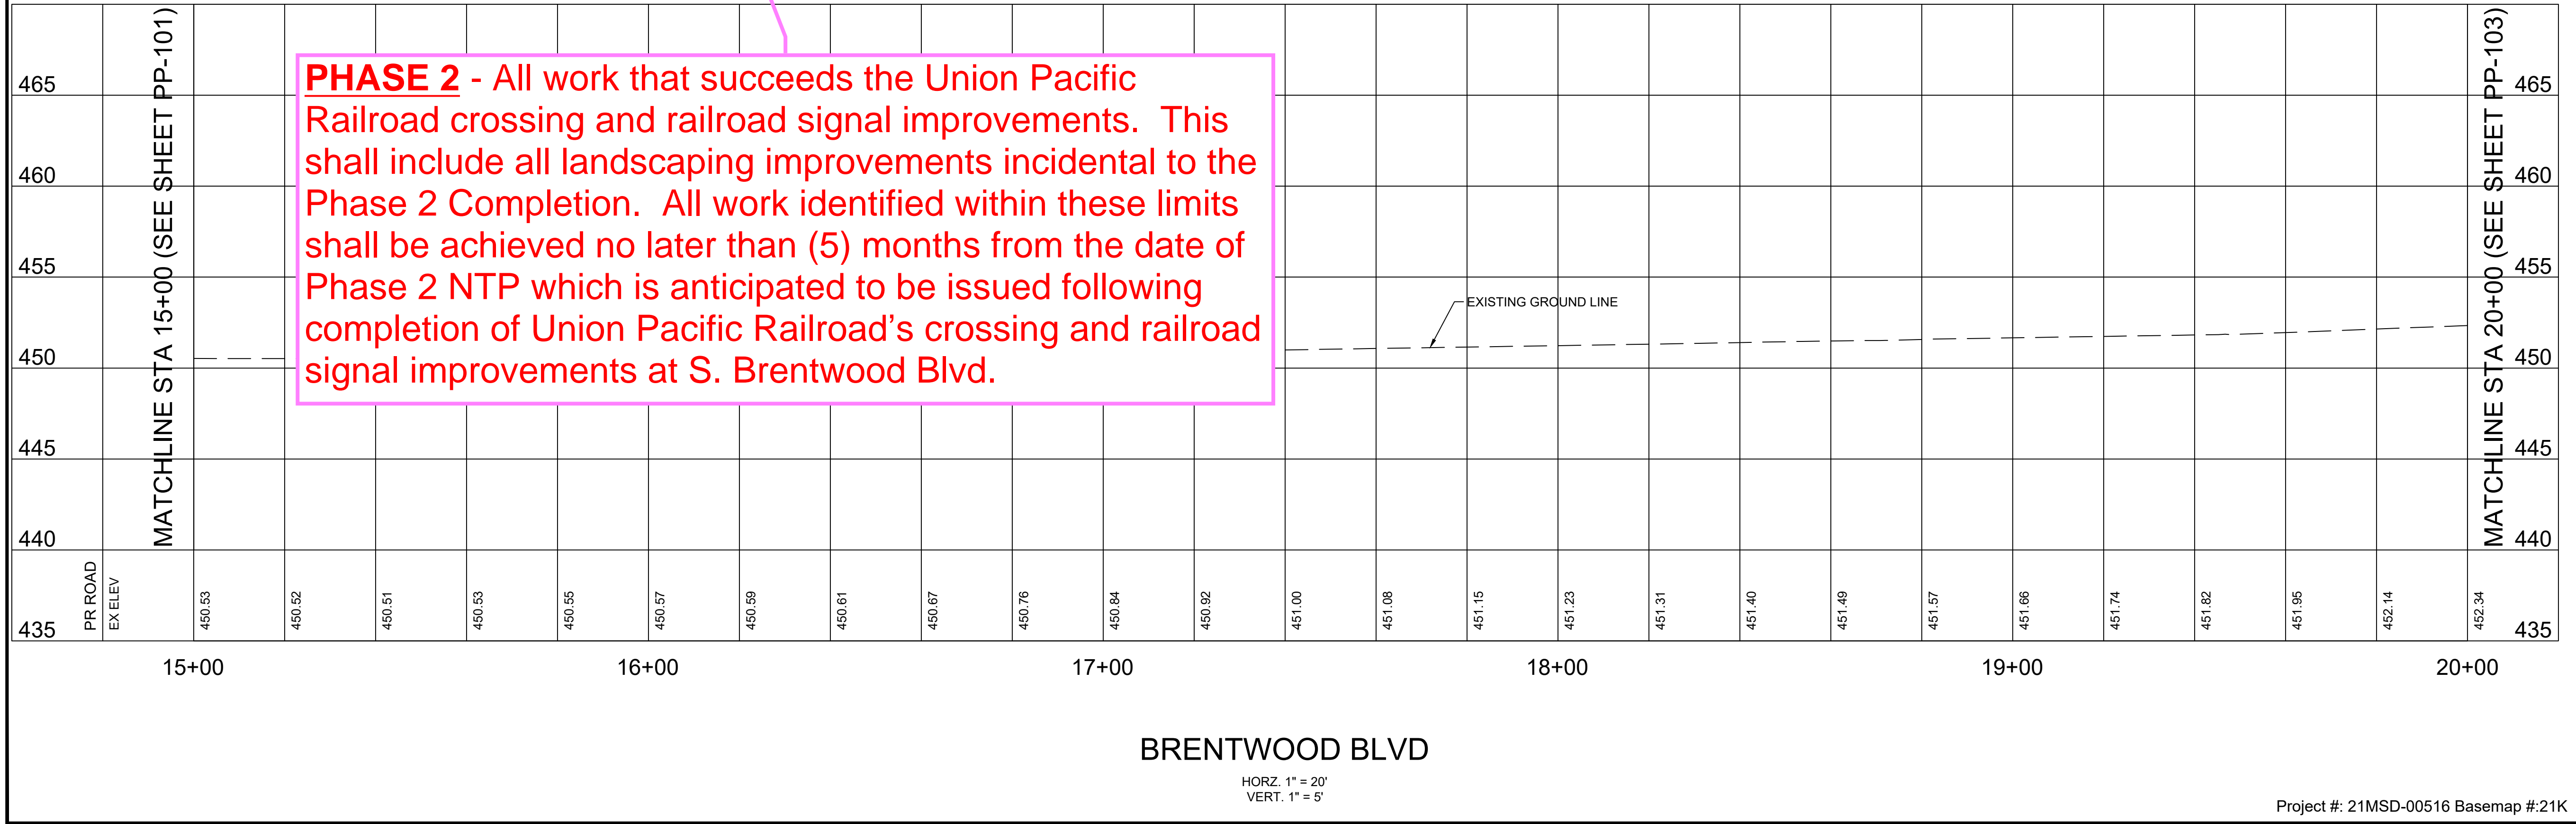 PHASE 2 - All work that succeeds the Union Pacific
Railroad crossing and railroad signal improvements. This
shall include all landscaping improvements incidental to the
Phase 2 Completion. All work identified within these limits
shall be achieved no later than (5) months from the date of
Phase 2 NTP which is anticipated to be issued following
completion of Union Pacific Railroad's crossing and railroad
signal improvements at S. Brentwood Blvd.
465
460
455
450
445
440
435
MATCHLINE STA 15+00 (SEE SHEET PP-101)
EXISTING GROUND LINE
MATCHLINE STA 20+00 (SEE SHEET PP-103)
465
460
455
450
445
440
435
PR ROAD
EX ELEV
450.53
450.52
450.51
450.53
450.55
450.57
450.59
450.61
450.67
450.76
450.84
450.92
451.00
451.08
451.15
451.23
451.31
451.40
451.49
451.57
451.66
451.74
451.82
451.95
452.14
452.34
15+00
16+00
17+00
18+00
19+00
20+00
BRENTWOOD BLVD
HORZ. 1" = 20'
VERT. 1" = 5'
Project #: 21MSD-00516 Basemap #:21K